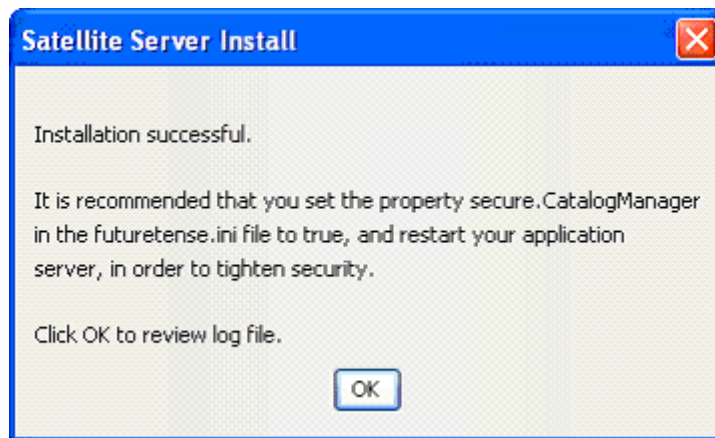 Satellite Server Install
Installation successful.
It is recommended that you set the property secure.CatalogManager
in the futuretense.ini file to true, and restart your application
server, in order to tighten security.
Click OK to review log file.
OK